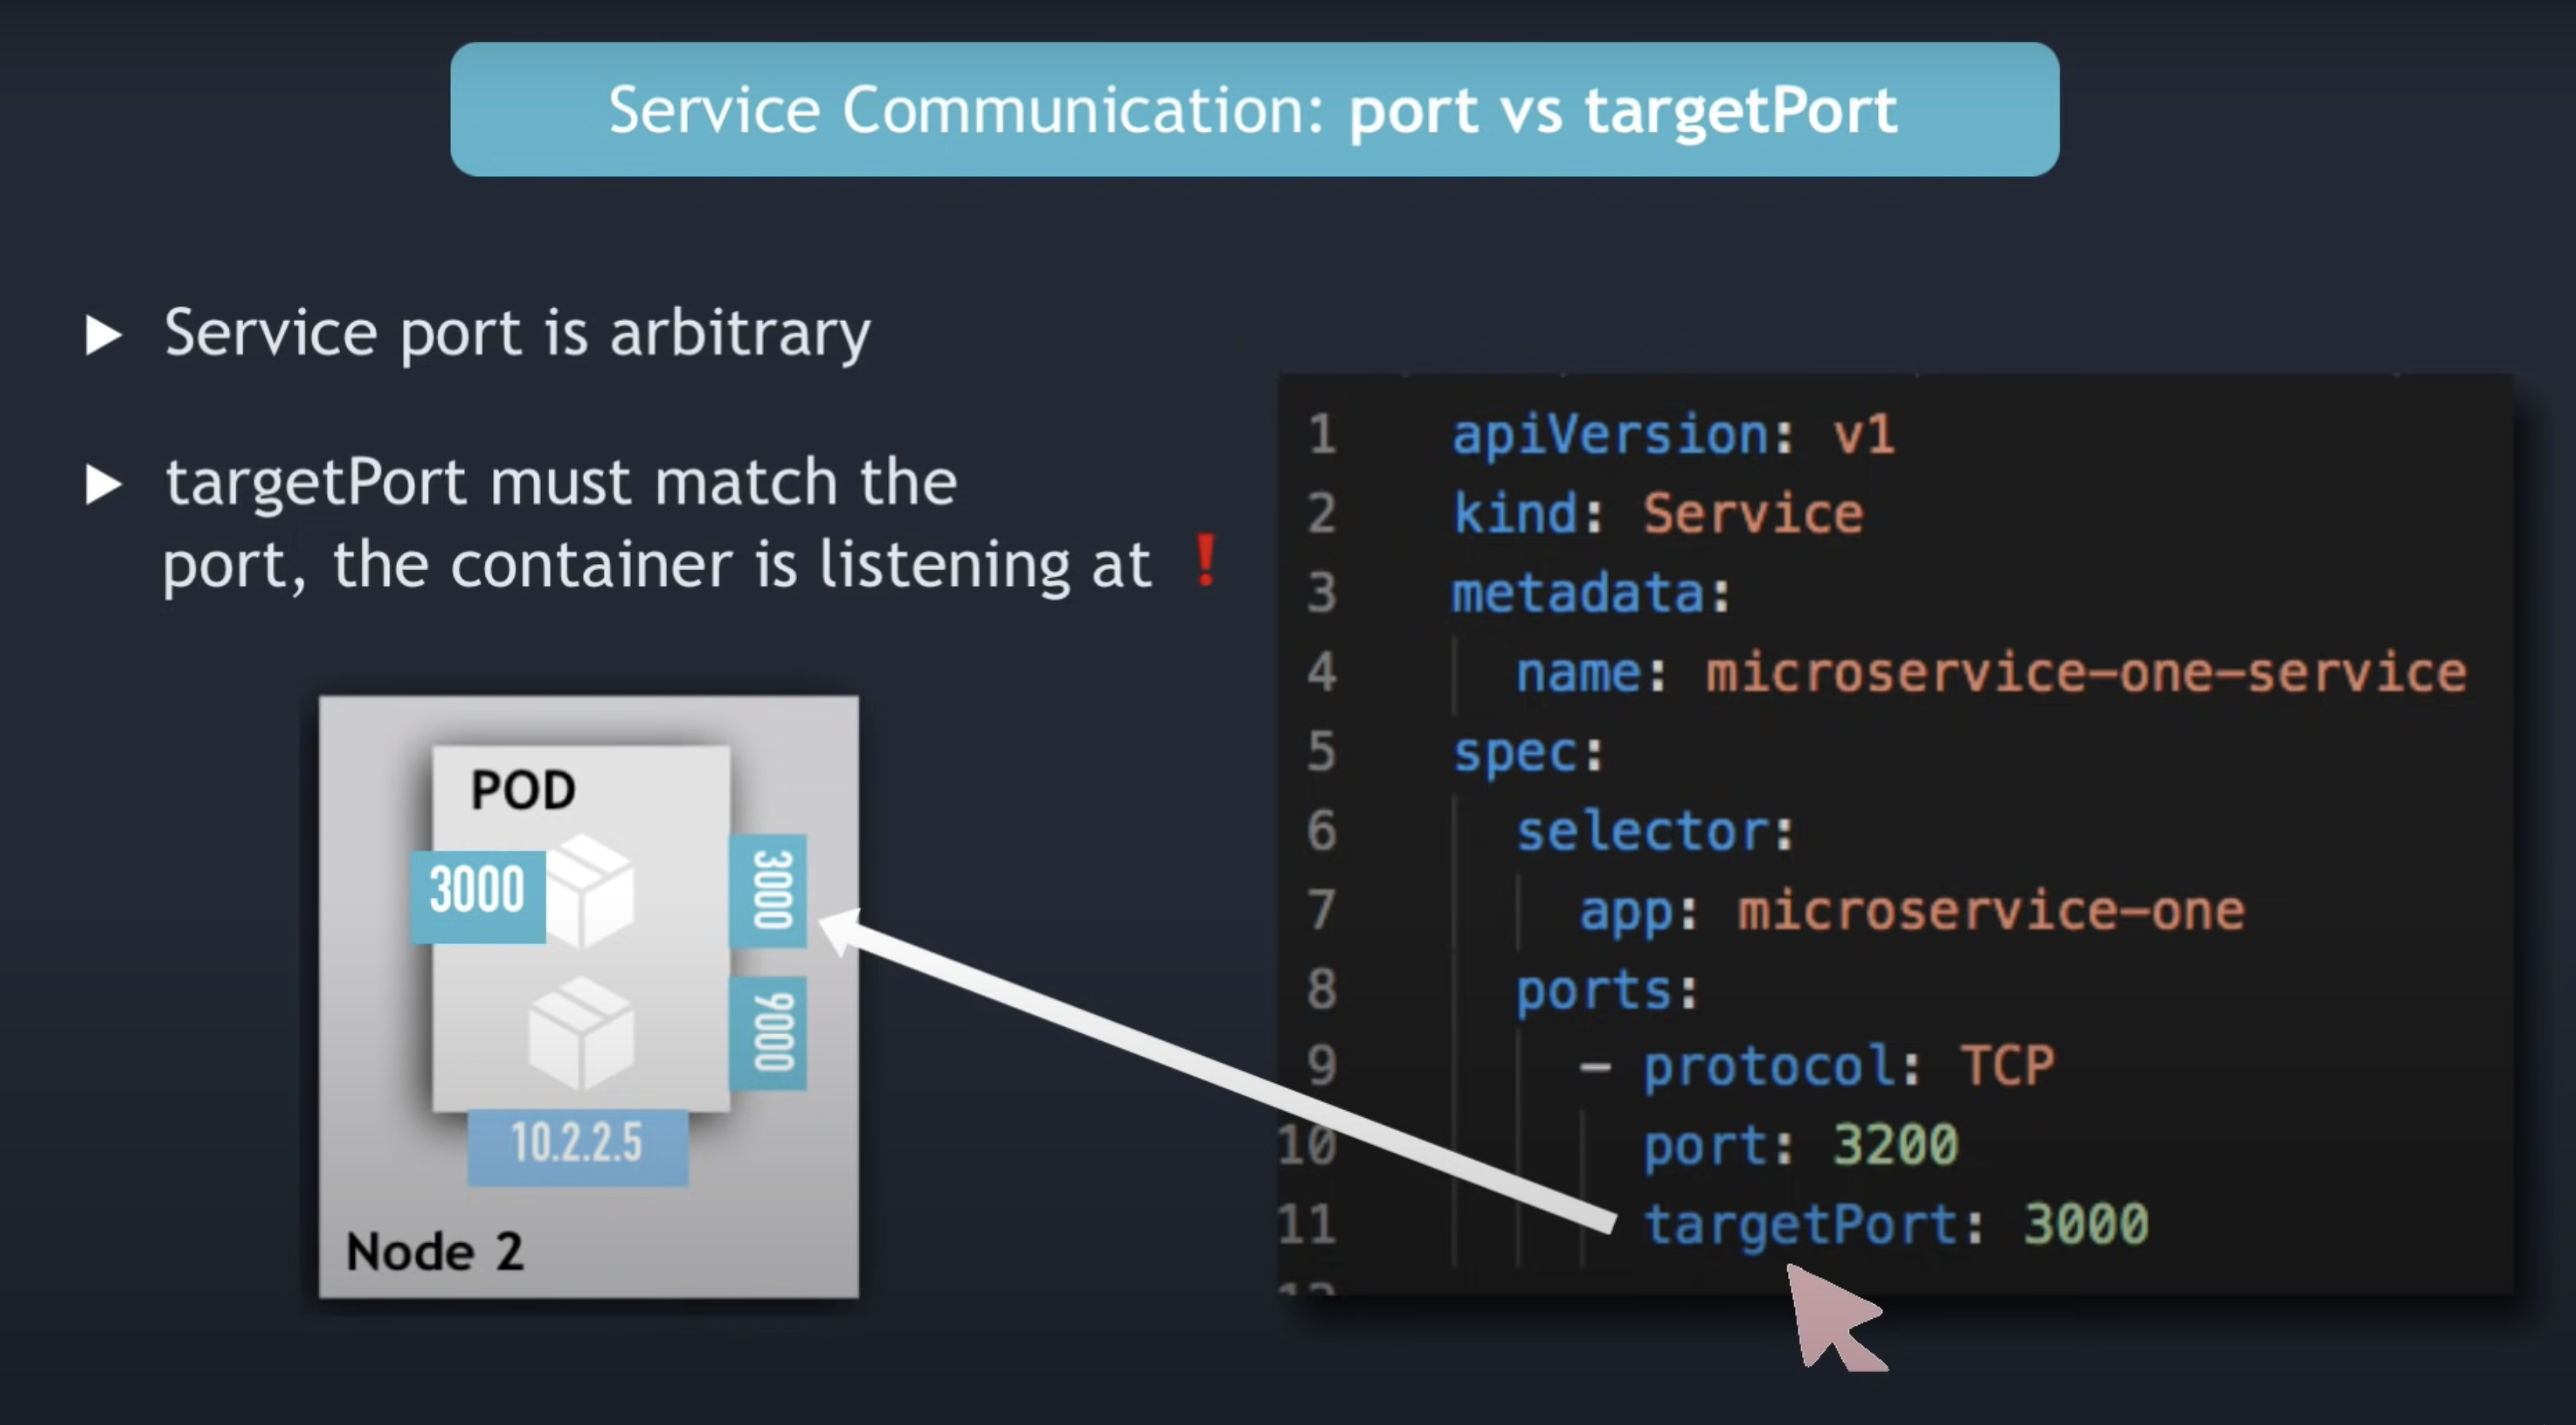 Service Communication: port vs targetPort
▶ Service port is arbitrary
▶ targetPort must match the
port, the container is listening at !
POD
3000
3000
9000
10.2.2.5
Node 2
1 apiVersion: v1
2 kind: Service
3 metadata:
4 name: microservice-one-service
5 spec:
6 selector:
7 app: microservice-one
8 ports:
9 - protocol: TCP
10 port: 3200
11 targetPort: 3000